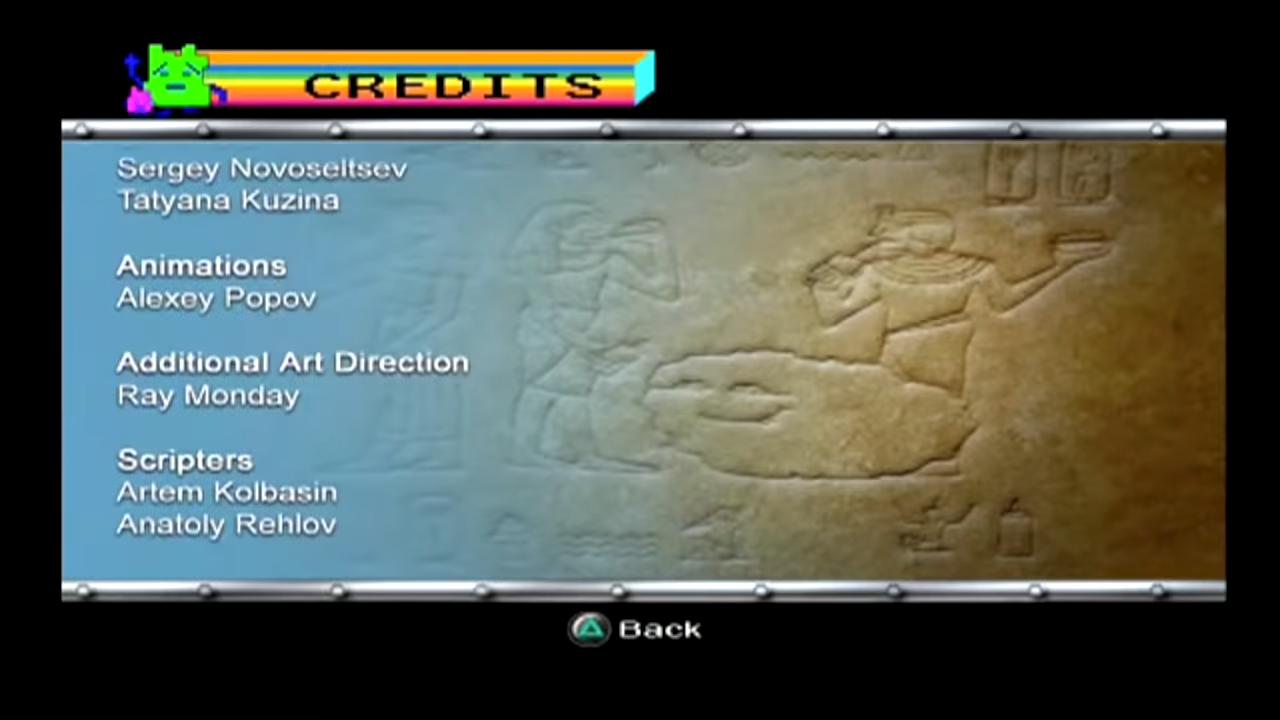 CREDITS
Sergey Novoseltsev
Tatyana Kuzina
Animations
Alexey Popov
Additional Art Direction
Ray Monday
Scripters
Artem Kolbasin
Anatoly Rehlov
Back